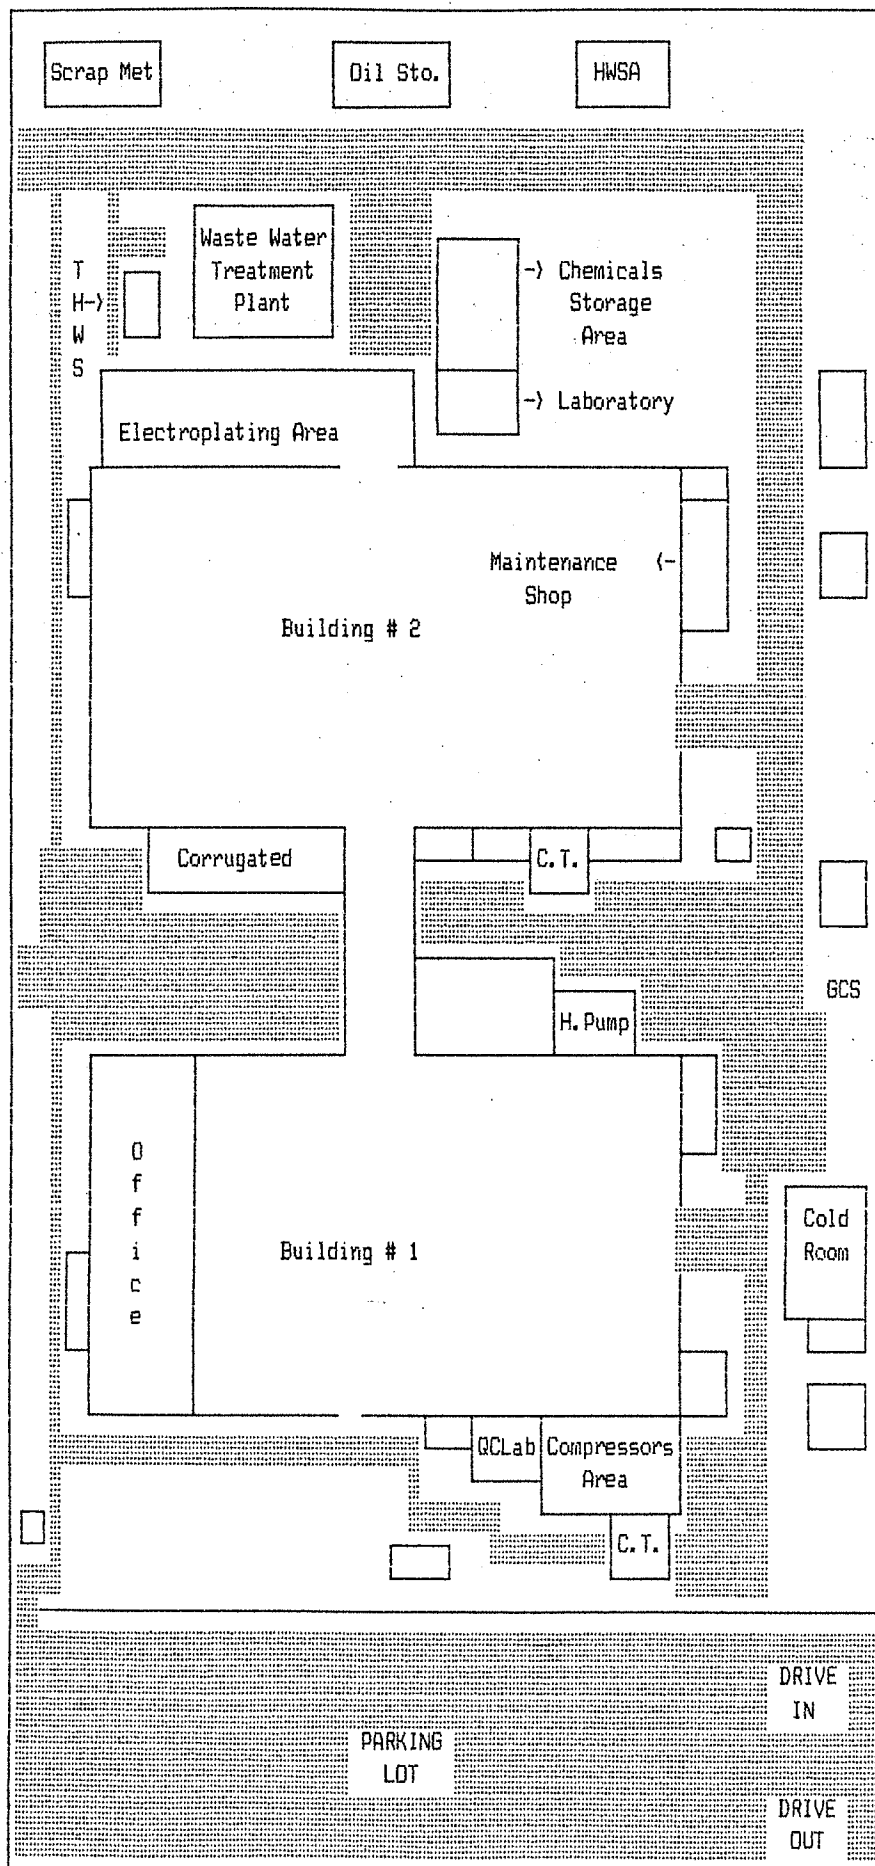 Scrap Met
Oil Sto.
HWSA
Waste Water
Treatment
Plant
T
H->
W
S
-> Chemicals
Storage
Area
-> Laboratory
Electroplating Area
Maintenance <-
Shop
Building # 2
Corrugated
C.T.
GCS
H.Pump
Office
Building # 1
Cold
Room
QCLab
Compressors
Area
C.T.
DRIVE
IN
PARKING
LOT
DRIVE
OUT